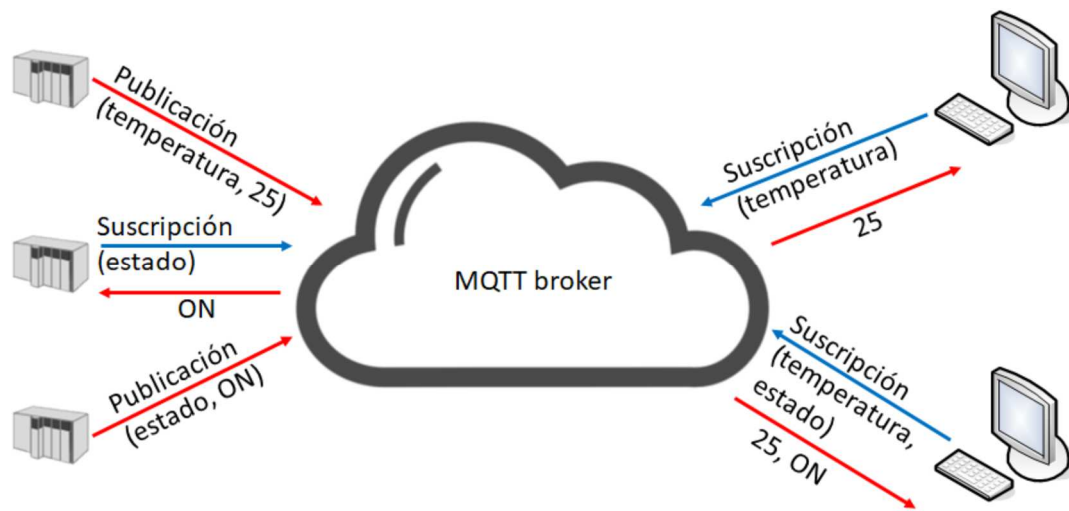 Publicación
(temperatura, 25)
Suscripción
(estado)
ON
Publicación
(estado, ON)
MQTT broker
Suscripción
(temperatura)
25
Suscripción
(temperatura,
estado)
25, ON